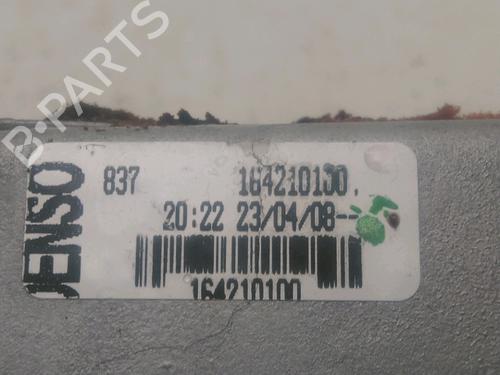 B-PARTS
DENSO
837 164210100.
20:22 23/04/08--
164210100